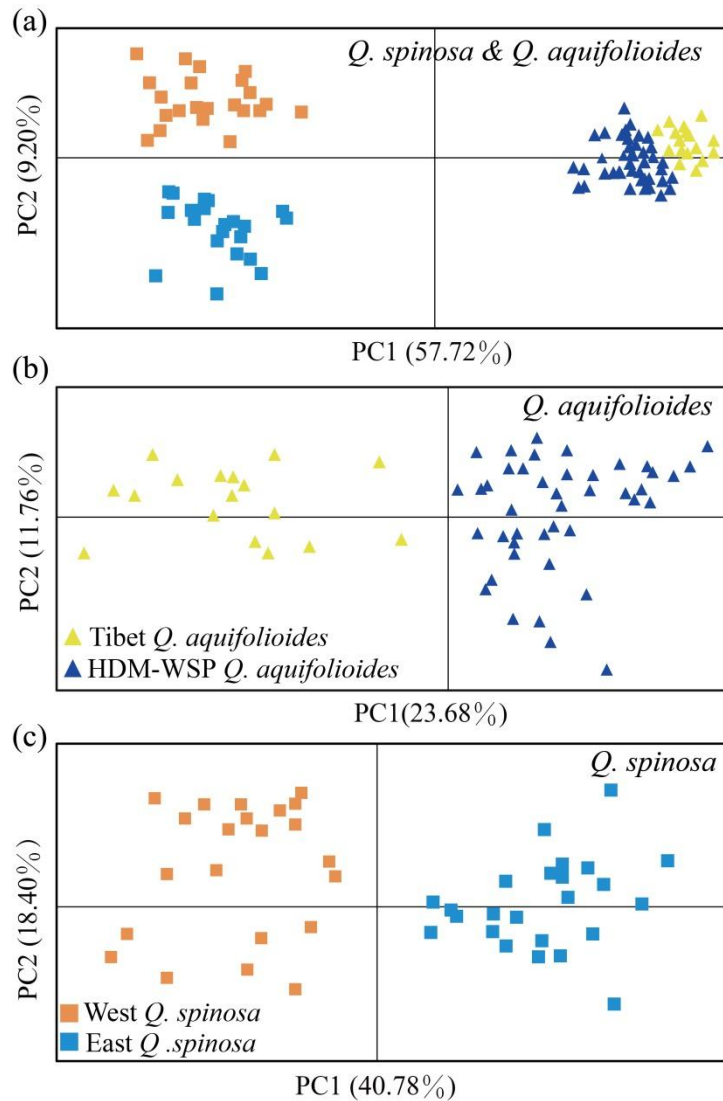 (a)
Q. spinosa & Q. aquifolioides
PC2 (9.20%)
PC1 (57.72%)
(b)
Q. aquifolioides
PC2 (11.76%)
Tibet Q. aquifolioides
HDM-WSP Q. aquifolioides
PC1(23.68%)
(c)
Q. spinosa
PC2 (18.40%)
West Q. spinosa
East Q .spinosa
PC1 (40.78%)